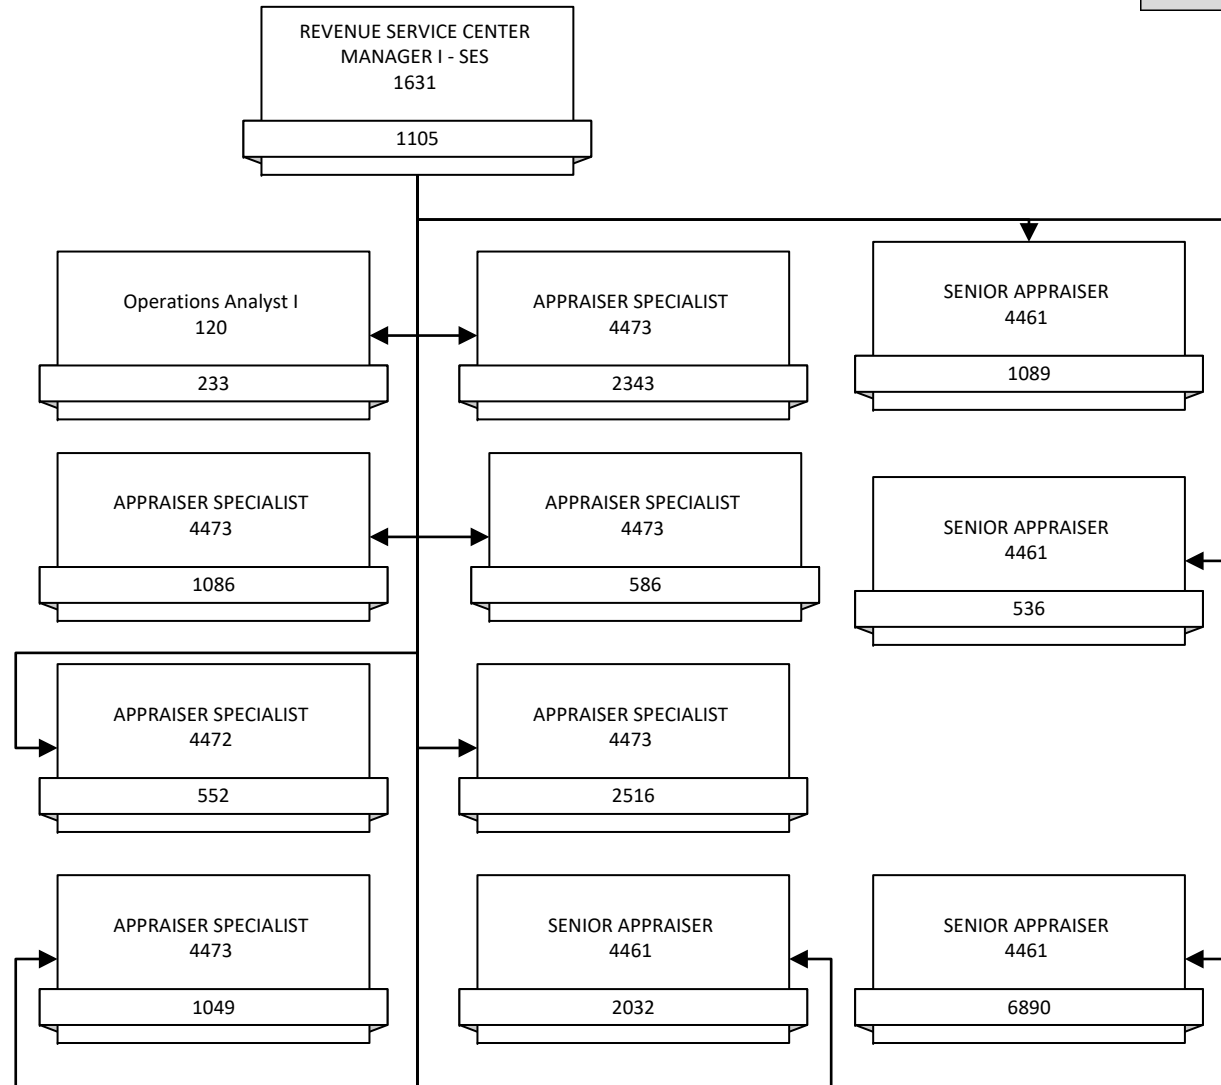 REVENUE SERVICE CENTER
MANAGER I - SES
1631
1105
Operations Analyst I
120
233
APPRAISER SPECIALIST
4473
2343
SENIOR APPRAISER
4461
1089
APPRAISER SPECIALIST
4473
1086
APPRAISER SPECIALIST
4473
586
SENIOR APPRAISER
4461
536
APPRAISER SPECIALIST
4472
552
APPRAISER SPECIALIST
4473
2516
APPRAISER SPECIALIST
4473
1049
SENIOR APPRAISER
4461
2032
SENIOR APPRAISER
4461
6890